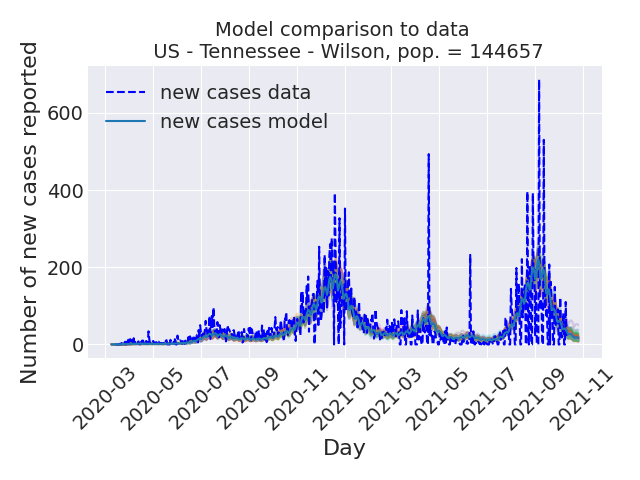 Model comparison to data
US - Tennessee - Wilson, pop. = 144657
Number of new cases reported
600
400
200
0
new cases data
new cases model
2020-03
2020-05
2020-07
2020-09
2020-11
2021-01
2021-03
2021-05
2021-07
2021-09
2021-11
Day